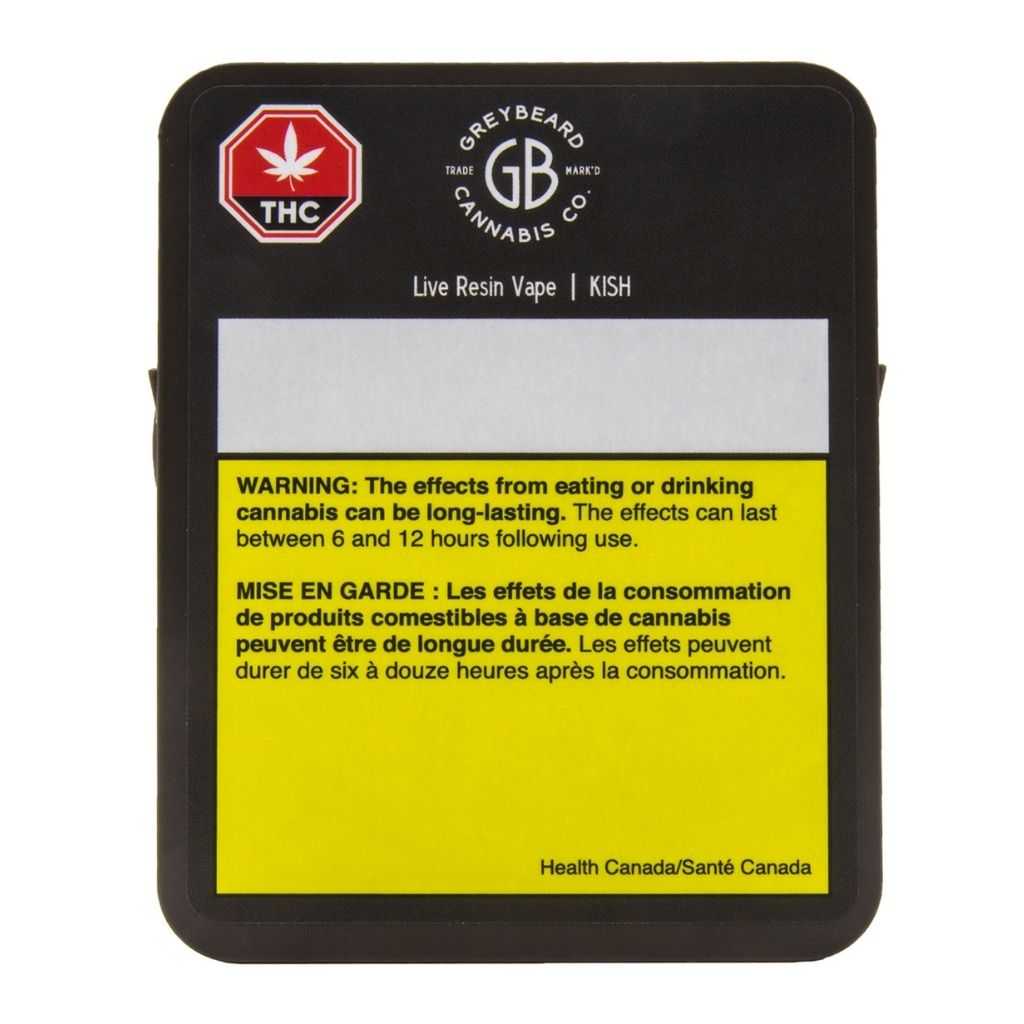 THC
GREYBEARD
TRADE GB MARK'D
CANNABIS CO.
Live Resin Vape | KISH
WARNING: The effects from eating or drinking
cannabis can be long-lasting. The effects can last
between 6 and 12 hours following use.
MISE EN GARDE : Les effets de la consommation
de produits comestibles à base de cannabis
peuvent être de longue durée. Les effets peuvent
durer de six à douze heures après la consommation.
Health Canada/Santé Canada